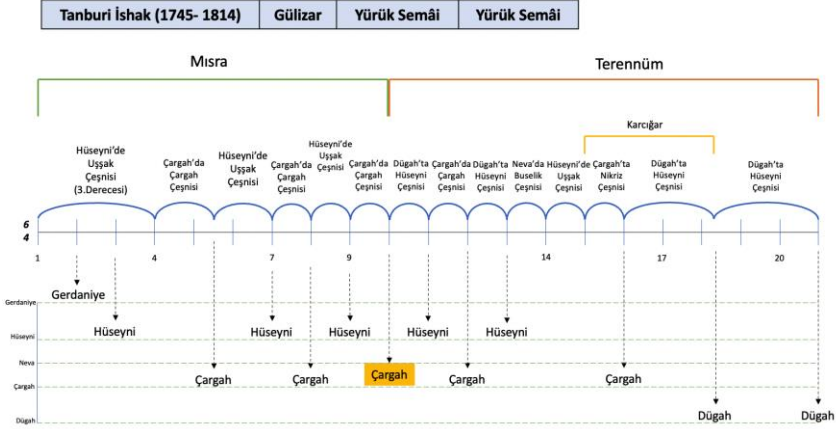 Tanburi İshak (1745- 1814) Gülizar Yürük Semâi Yürük Semâi
Mısra Terennüm
Karcığar
Hüseyni’de
Uşşak
Çeşnisi
(3.Derecesi)
Çargah’da
Çargah
Çeşnisi
Hüseyni’de
Uşşak
Çeşnisi
Çargah’da
Çargah
Çeşnisi
Hüseyni’de
Uşşak
Çeşnisi
Çargah’da
Çargah
Çeşnisi
Dügah’ta
Hüseyni
Çeşnisi
Çargah’da
Çargah
Çeşnisi
Dügah’ta
Hüseyni
Çeşnisi
Neva’da
Buselik
Çeşnisi
Hüseyni’de
Uşşak
Çeşnisi
Çargah’ta
Nikriz
Çeşnisi
Dügah’ta
Hüseyni
Çeşnisi
Dügah’ta
Hüseyni
Çeşnisi
6
4
1 4 7 9 14 17 20
Gerdaniye
Gerdaniye
Hüseyni Hüseyni Hüseyni Hüseyni Hüseyni
Hüseyni
Neva
Çargah Çargah Çargah Çargah Çargah
Çargah
Dügah Dügah
Dügah